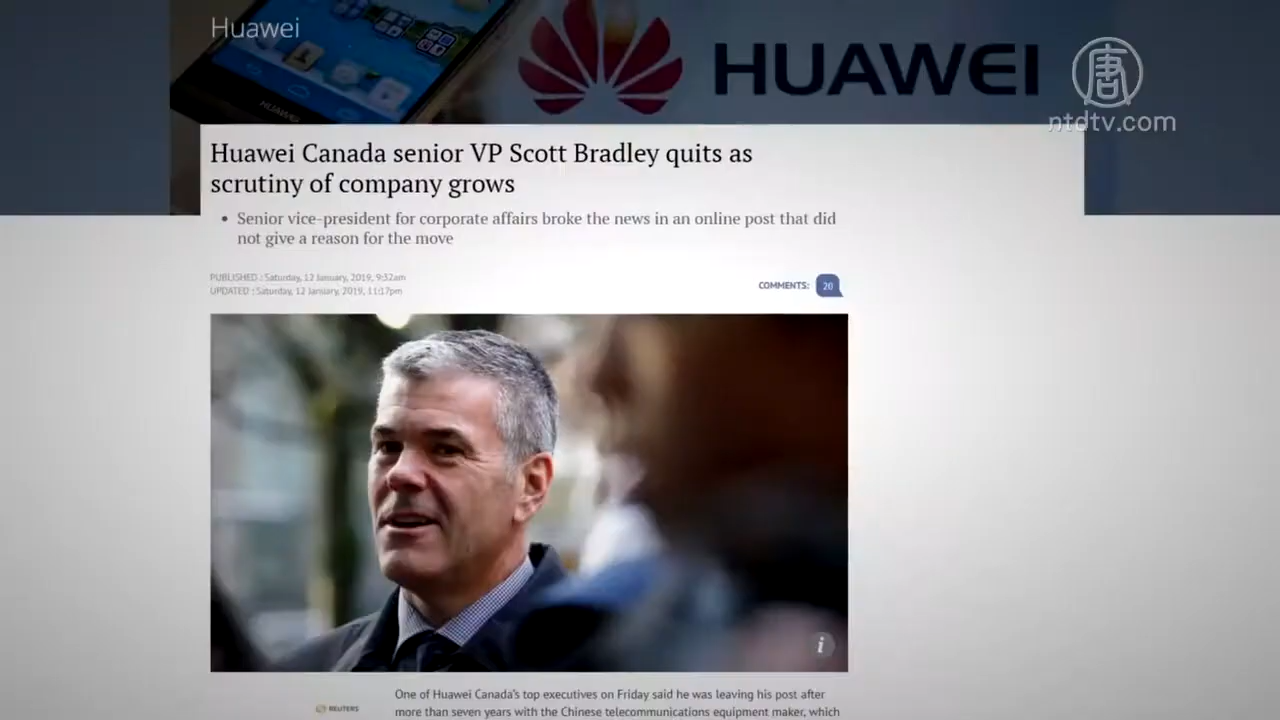 Huawei
HUAWEI
HUAWEI
唐
ntdtv.com
Huawei Canada senior VP Scott Bradley quits as
scrutiny of company grows
• Senior vice-president for corporate affairs broke the news in an online post that did
not give a reason for the move
PUBLISHED : Saturday, 12 January, 2019, 9:32am
UPDATED : Saturday, 12 January, 2019, 11:17pm
COMMENTS: 20
i
REUTERS
One of Huawei Canada's top executives on Friday said he was leaving his post after
more than seven years with the Chinese telecommunications equipment maker, which